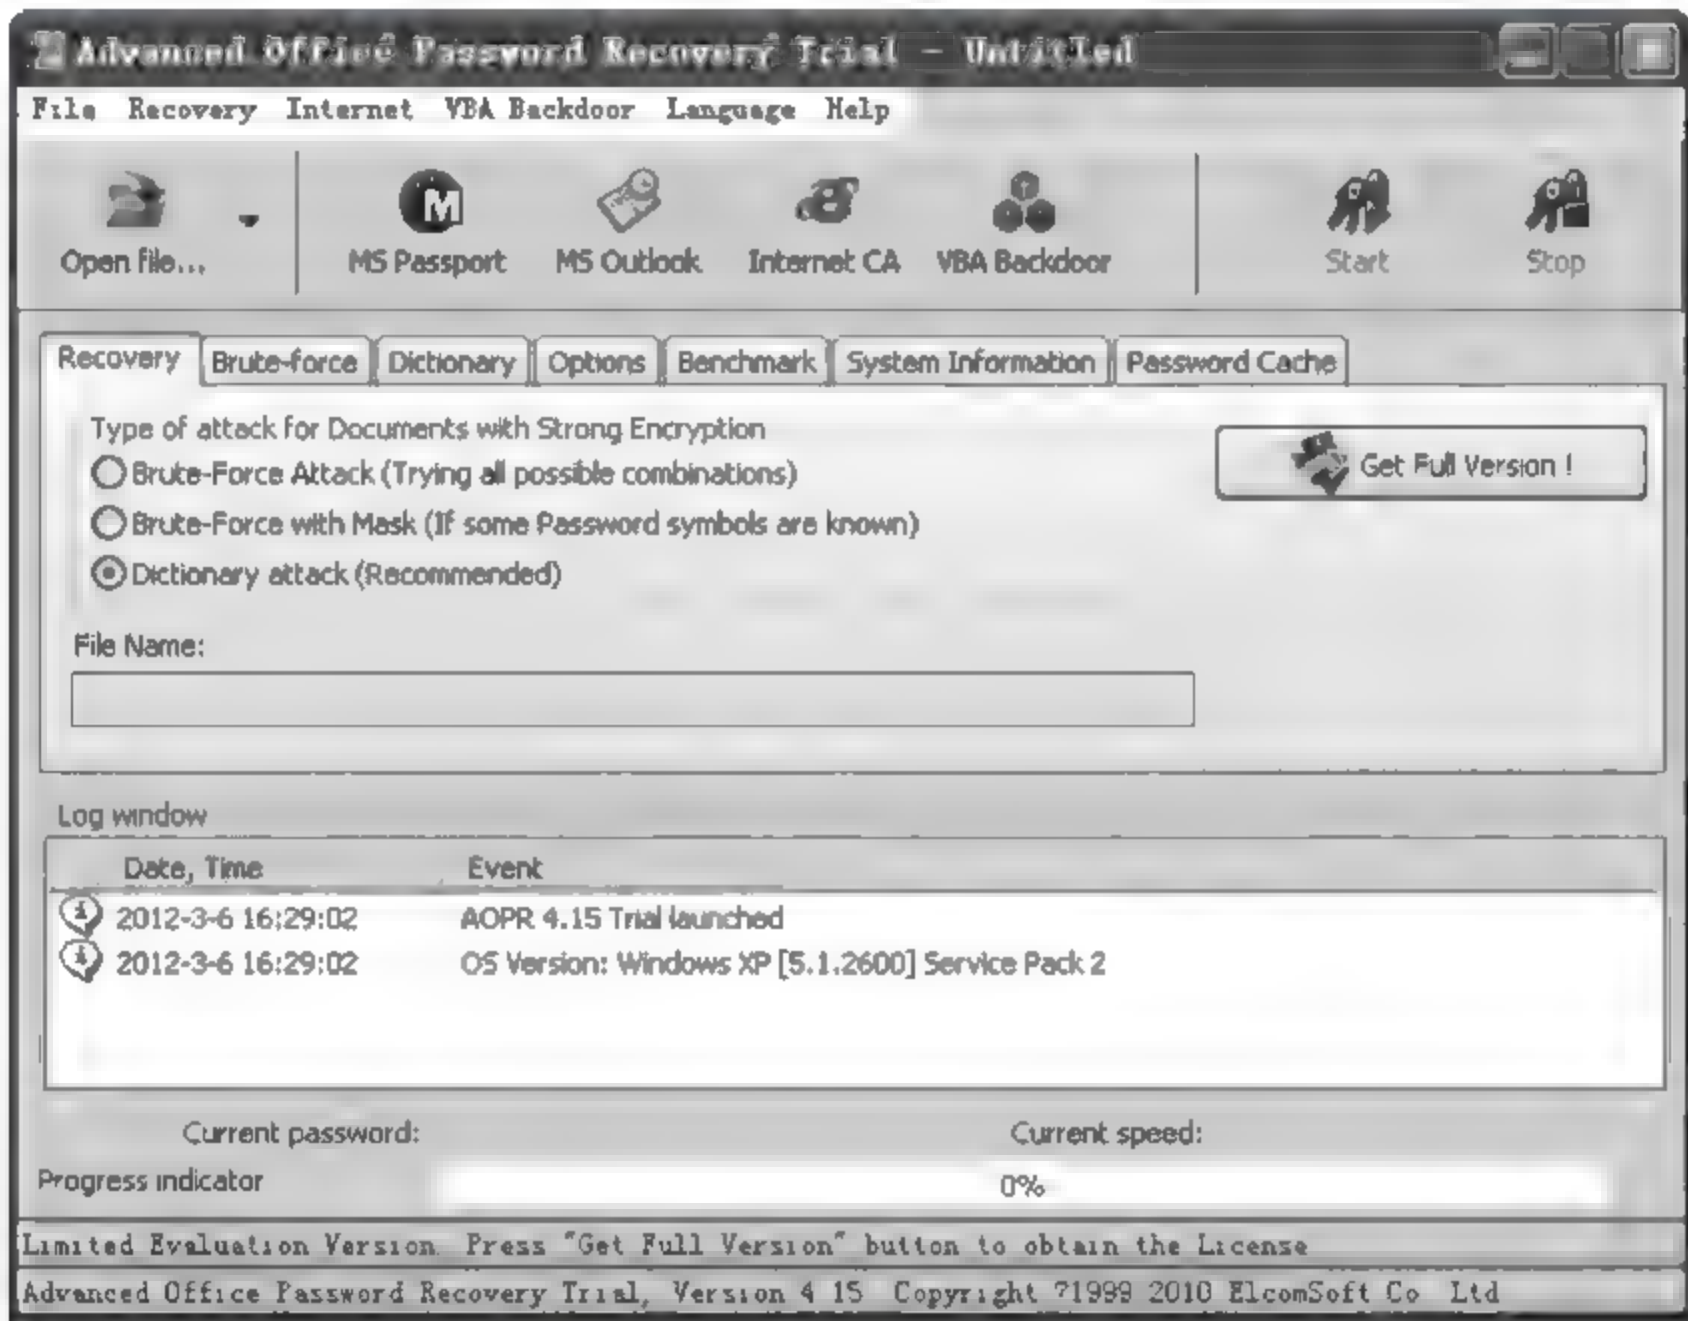 Advanced Office Password Recovery Trial - Untitled
File Recovery Internet VBA Backdoor Language Help
Open file... MS Passport MS Outlook Internet CA VBA Backdoor Start Stop
Recovery Brute-force Dictionary Options Benchmark System Information Password Cache
Type of attack for Documents with Strong Encryption
Get Full Version !
Brute-Force Attack (Trying all possible combinations)
Brute-Force with Mask (If some Password symbols are known)
Dictionary attack (Recommended)
File Name:
Log window
Date, Time Event
2012-3-6 16:29:02 AOPR 4.15 Trial launched
2012-3-6 16:29:02 OS Version: Windows XP [5.1.2600] Service Pack 2
Current password: Current speed:
Progress indicator 0%
Limited Evaluation Version. Press "Get Full Version" button to obtain the License
Advanced Office Password Recovery Trial, Version 4 15 Copyright ?1999 2010 ElcomSoft Co Ltd